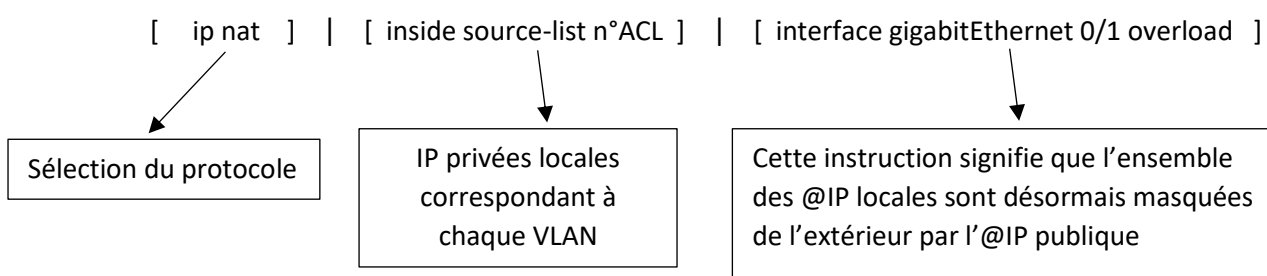 [ ip nat ] | [ inside source-list n°ACL ] | [ interface gigabitEthernet 0/1 overload ]
Sélection du protocole
IP privées locales
correspondant à
chaque VLAN
Cette instruction signifie que l'ensemble
des @IP locales sont désormais masquées
de l'extérieur par l'@IP publique